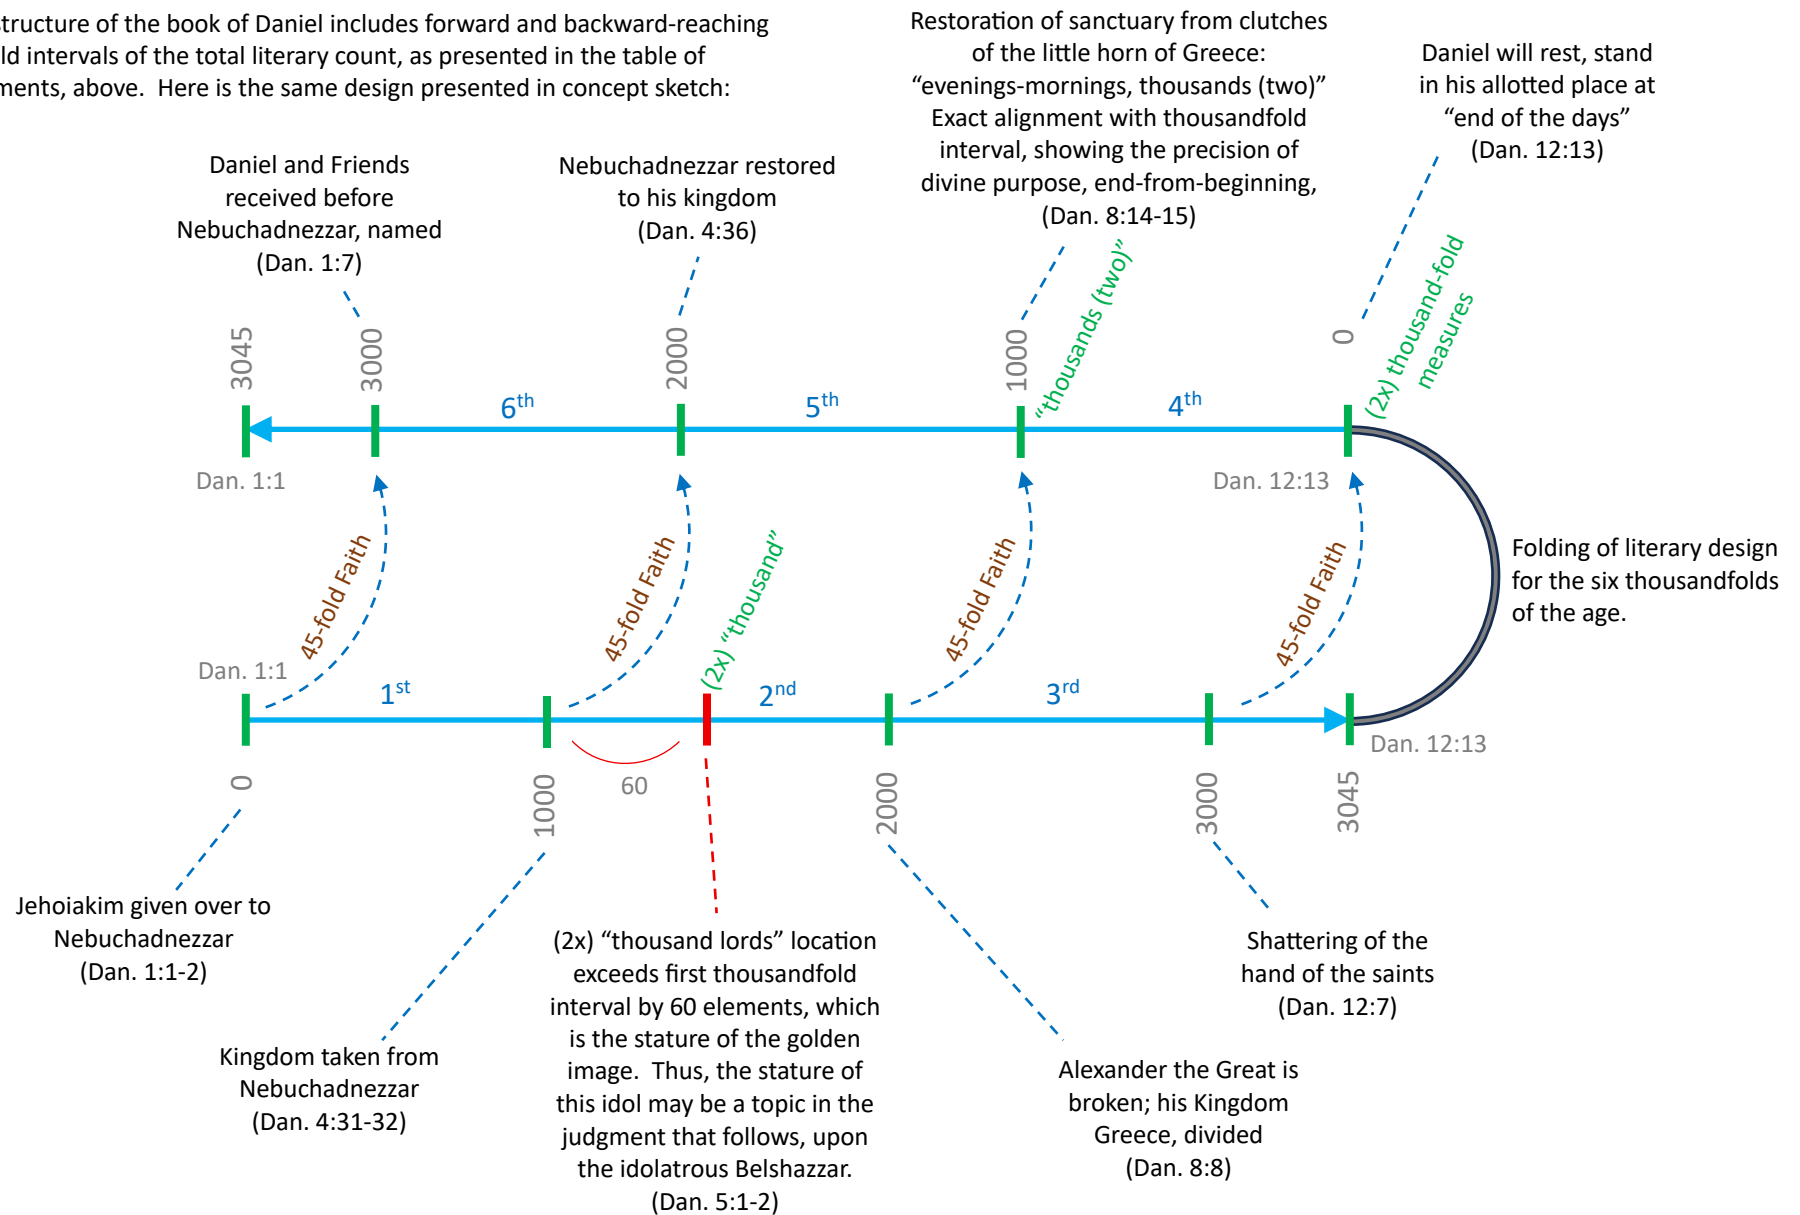 structure of the book of Daniel includes forward and backward-reaching
ld intervals of the total literary count, as presented in the table of
ments, above.  Here is the same design presented in concept sketch:
Daniel and Friends
received before
Nebuchadnezzar, named
(Dan. 1:7)
Nebuchadnezzar restored
to his kingdom
(Dan. 4:36)
Restoration of sanctuary from clutches
of the little horn of Greece:
“evenings-mornings, thousands (two)”
Exact alignment with thousandfold
interval, showing the precision of
divine purpose, end-from-beginning,
(Dan. 8:14-15)
Daniel will rest, stand
in his allotted place at
“end of the days”
(Dan. 12:13)
3045
3000
2000
1000
“thousands (two)”
0
(2x) thousand-fold
measures
6th
5th
4th
Dan. 1:1
Dan. 12:13
45-fold Faith
45-fold Faith
(2x) “thousand”
45-fold Faith
45-fold Faith
Folding of literary design
for the six thousandfolds
of the age.
Dan. 1:1
1st
2nd
3rd
Dan. 12:13
0
1000
60
2000
3000
3045
Jehoiakim given over to
Nebuchadnezzar
(Dan. 1:1-2)
Kingdom taken from
Nebuchadnezzar
(Dan. 4:31-32)
(2x) “thousand lords” location
exceeds first thousandfold
interval by 60 elements, which
is the stature of the golden
image.  Thus, the stature of
this idol may be a topic in the
judgment that follows, upon
the idolatrous Belshazzar.
(Dan. 5:1-2)
Alexander the Great is
broken; his Kingdom
Greece, divided
(Dan. 8:8)
Shattering of the
hand of the saints
(Dan. 12:7)